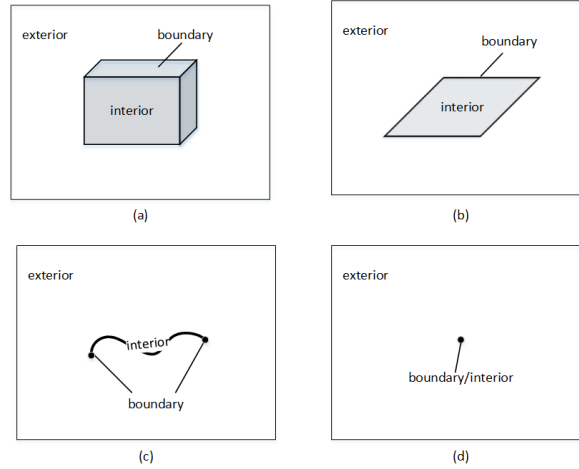 exterior
boundary
interior
(a)
exterior
boundary
interior
(b)
exterior
interior
boundary
(c)
exterior
boundary/interior
(d)